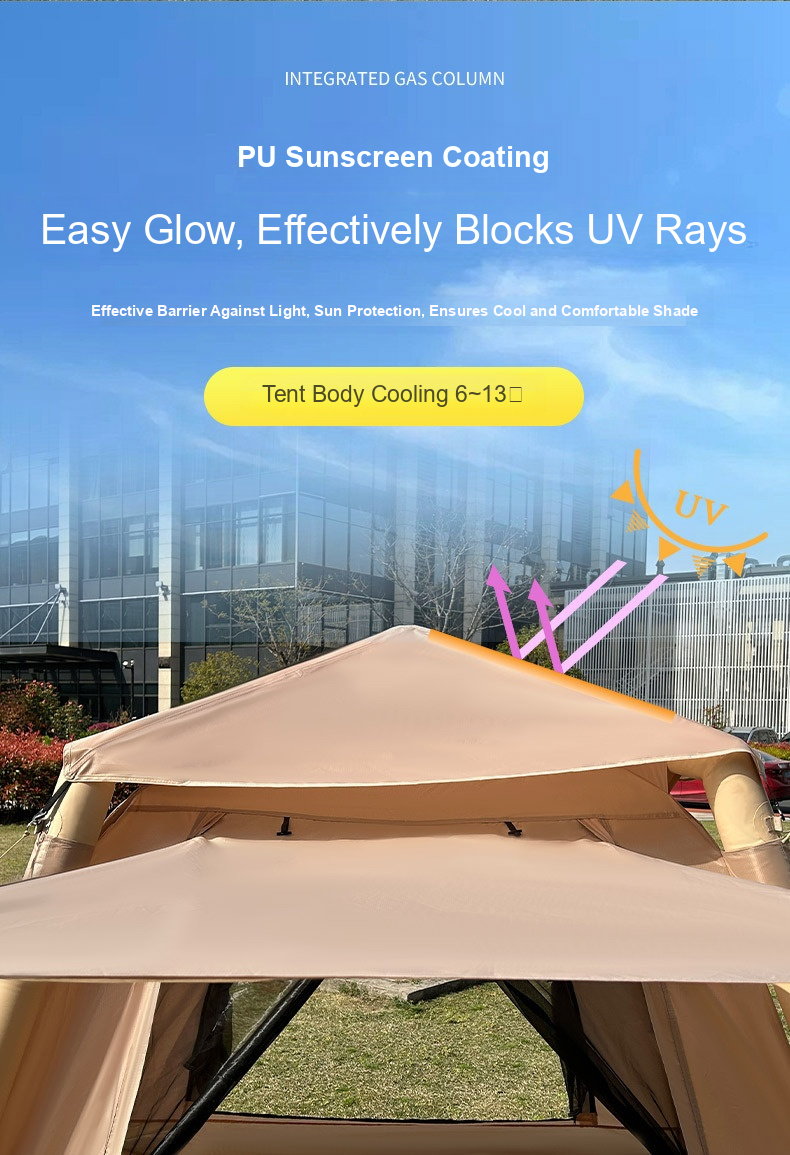 INTEGRATED GAS COLUMN
PU Sunscreen Coating
Easy Glow, Effectively Blocks UV Rays
Effective Barrier Against Light, Sun Protection, Ensures Cool and Comfortable Shade
Tent Body Cooling 6~13□
UV